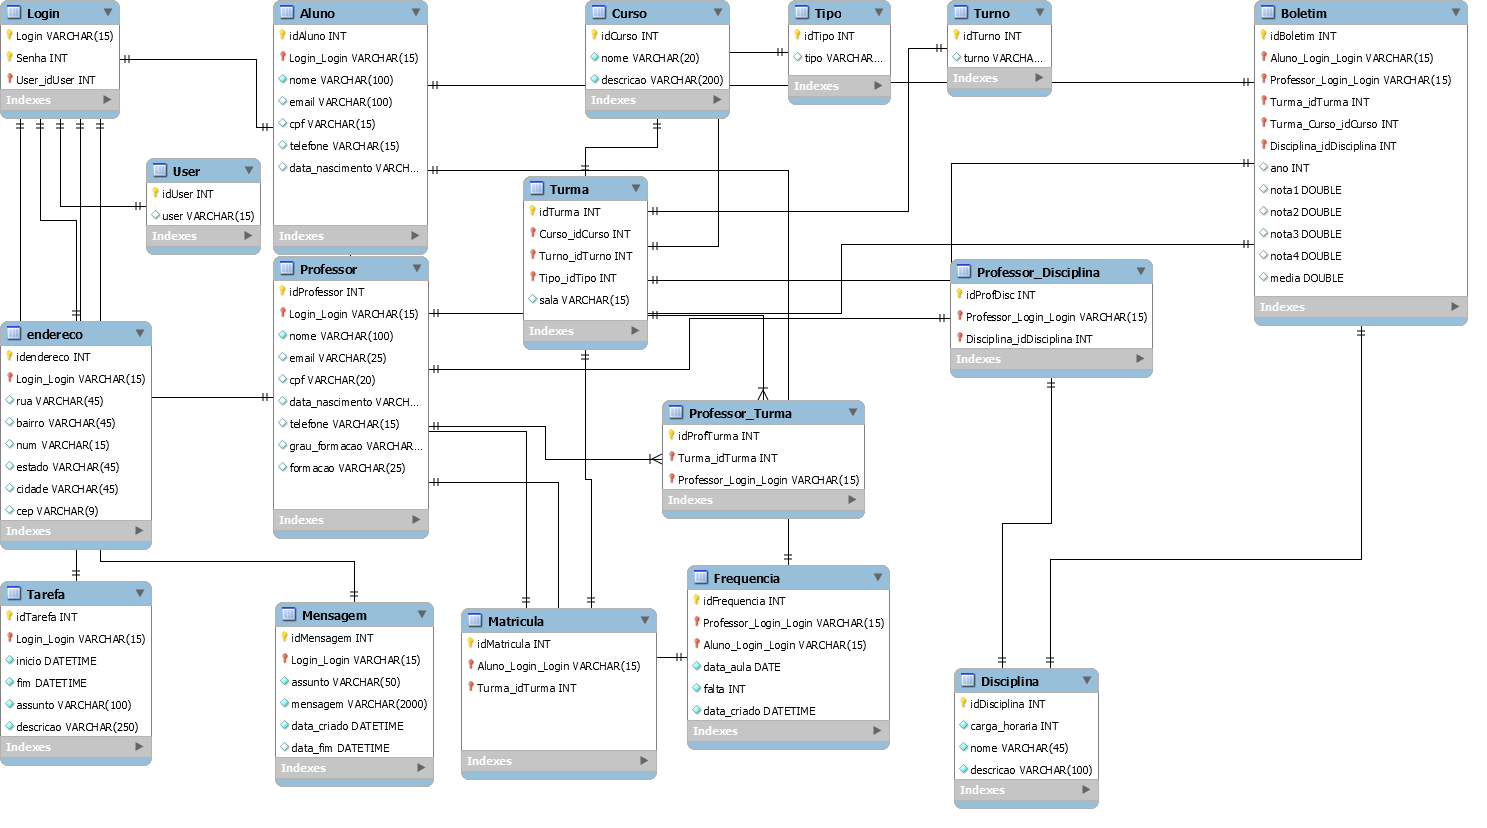 Login
Login VARCHAR(15)
Senha INT
User_idUser INT
Indexes
Aluno
idAluno INT
Login_Login VARCHAR(15)
nome VARCHAR(100)
email VARCHAR(100)
cpf VARCHAR(15)
telefone VARCHAR(15)
data_nascimento VARCH...
Indexes
Curso
idCurso INT
nome VARCHAR(20)
descricao VARCHAR(200)
Indexes
Tipo
idTipo INT
tipo VARCHAR...
Indexes
Turno
idTurno INT
turno VARCHA...
Indexes
Boletim
idBoletim INT
Aluno_Login_Login VARCHAR(15)
Professor_Login_Login VARCHAR(15)
Turma_idTurma INT
Turma_Curso_idCurso INT
Disciplina_idDisciplina INT
ano INT
nota1 DOUBLE
nota2 DOUBLE
nota3 DOUBLE
nota4 DOUBLE
media DOUBLE
Indexes
User
idUser INT
user VARCHAR(15)
Indexes
Turma
idTurma INT
Curso_idCurso INT
Turno_idTurno INT
Tipo_idTipo INT
sala VARCHAR(15)
Indexes
Professor
idProfessor INT
Login_Login VARCHAR(15)
nome VARCHAR(100)
email VARCHAR(25)
cpf VARCHAR(20)
data_nascimento VARCH...
telefone VARCHAR(15)
grau_formacao VARCHAR...
formacao VARCHAR(25)
Indexes
Professor_Disciplina
idProfDisc INT
Professor_Login_Login VARCHAR(15)
Disciplina_idDisciplina INT
Indexes
endereco
idendereco INT
Login_Login VARCHAR(15)
rua VARCHAR(45)
bairro VARCHAR(45)
num VARCHAR(15)
estado VARCHAR(45)
cidade VARCHAR(45)
cep VARCHAR(9)
Indexes
Professor_Turma
idProfTurma INT
Turma_idTurma INT
Professor_Login_Login VARCHAR(15)
Indexes
Tarefa
idTarefa INT
Login_Login VARCHAR(15)
inicio DATETIME
fim DATETIME
assunto VARCHAR(100)
descricao VARCHAR(250)
Indexes
Mensagem
idMensagem INT
Login_Login VARCHAR(15)
assunto VARCHAR(50)
mensagem VARCHAR(2000)
data_criado DATETIME
data_fim DATETIME
Indexes
Matricula
idMatricula INT
Aluno_Login_Login VARCHAR(15)
Turma_idTurma INT
Indexes
Frequencia
idFrequencia INT
Professor_Login_Login VARCHAR(15)
Aluno_Login_Login VARCHAR(15)
data_aula DATE
falta INT
data_criado DATETIME
Indexes
Disciplina
idDisciplina INT
carga_horaria INT
nome VARCHAR(45)
descricao VARCHAR(100)
Indexes